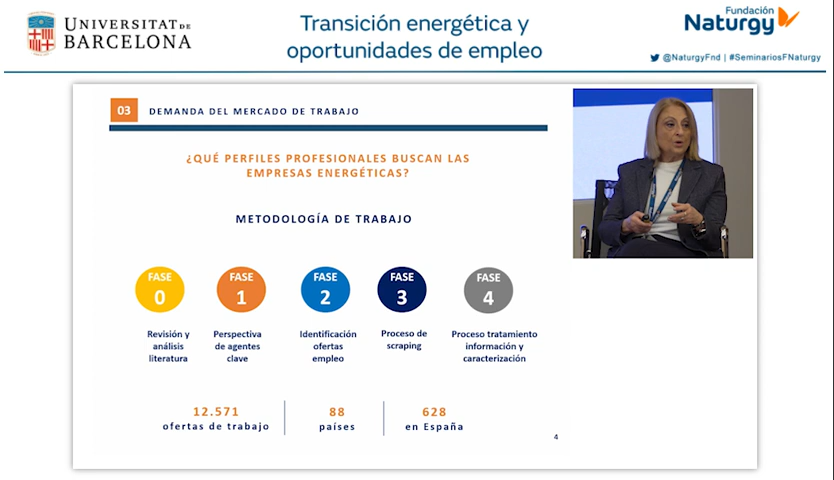 UNIVERSITAT DE
BARCELONA
Transición energética y
oportunidades de empleo
Fundación
Naturgy
@NaturgyFnd | #SeminariosFNaturgy
03 DEMANDA DEL MERCADO DE TRABAJO
¿QUÉ PERFILES PROFESIONALES BUSCAN LAS
EMPRESAS ENERGÉTICAS?
METODOLOGÍA DE TRABAJO
FASE
0
Revisión y
análisis
literatura
FASE
1
Perspectiva
de agentes
clave
FASE
2
Identificación
ofertas
empleo
FASE
3
Proceso de
scraping
FASE
4
Proceso tratamiento
información y
caracterización
12.571
ofertas de trabajo
88
países
628
en España
4